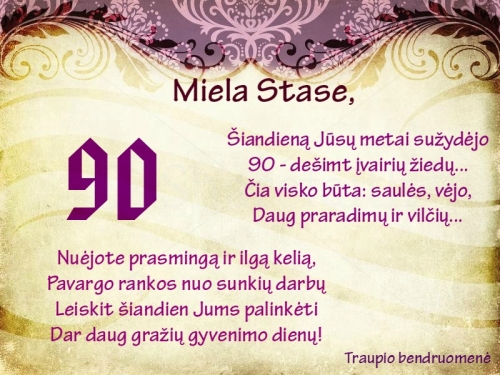 Miela Stase,
Šiandieną Jūsų metai sužydėjo
90 - dešimt įvairių žiedų...
Čia visko būta: saulės, vėjo,
Daug praradimų ir vilčių...
90
Nuėjote prasmingą ir ilgą kelią,
Pavargo rankos nuo sunkių darbų
Leiskit šiandien Jums palinkėti
Dar daug gražių gyvenimo dienų!
Traupio bendruomenė